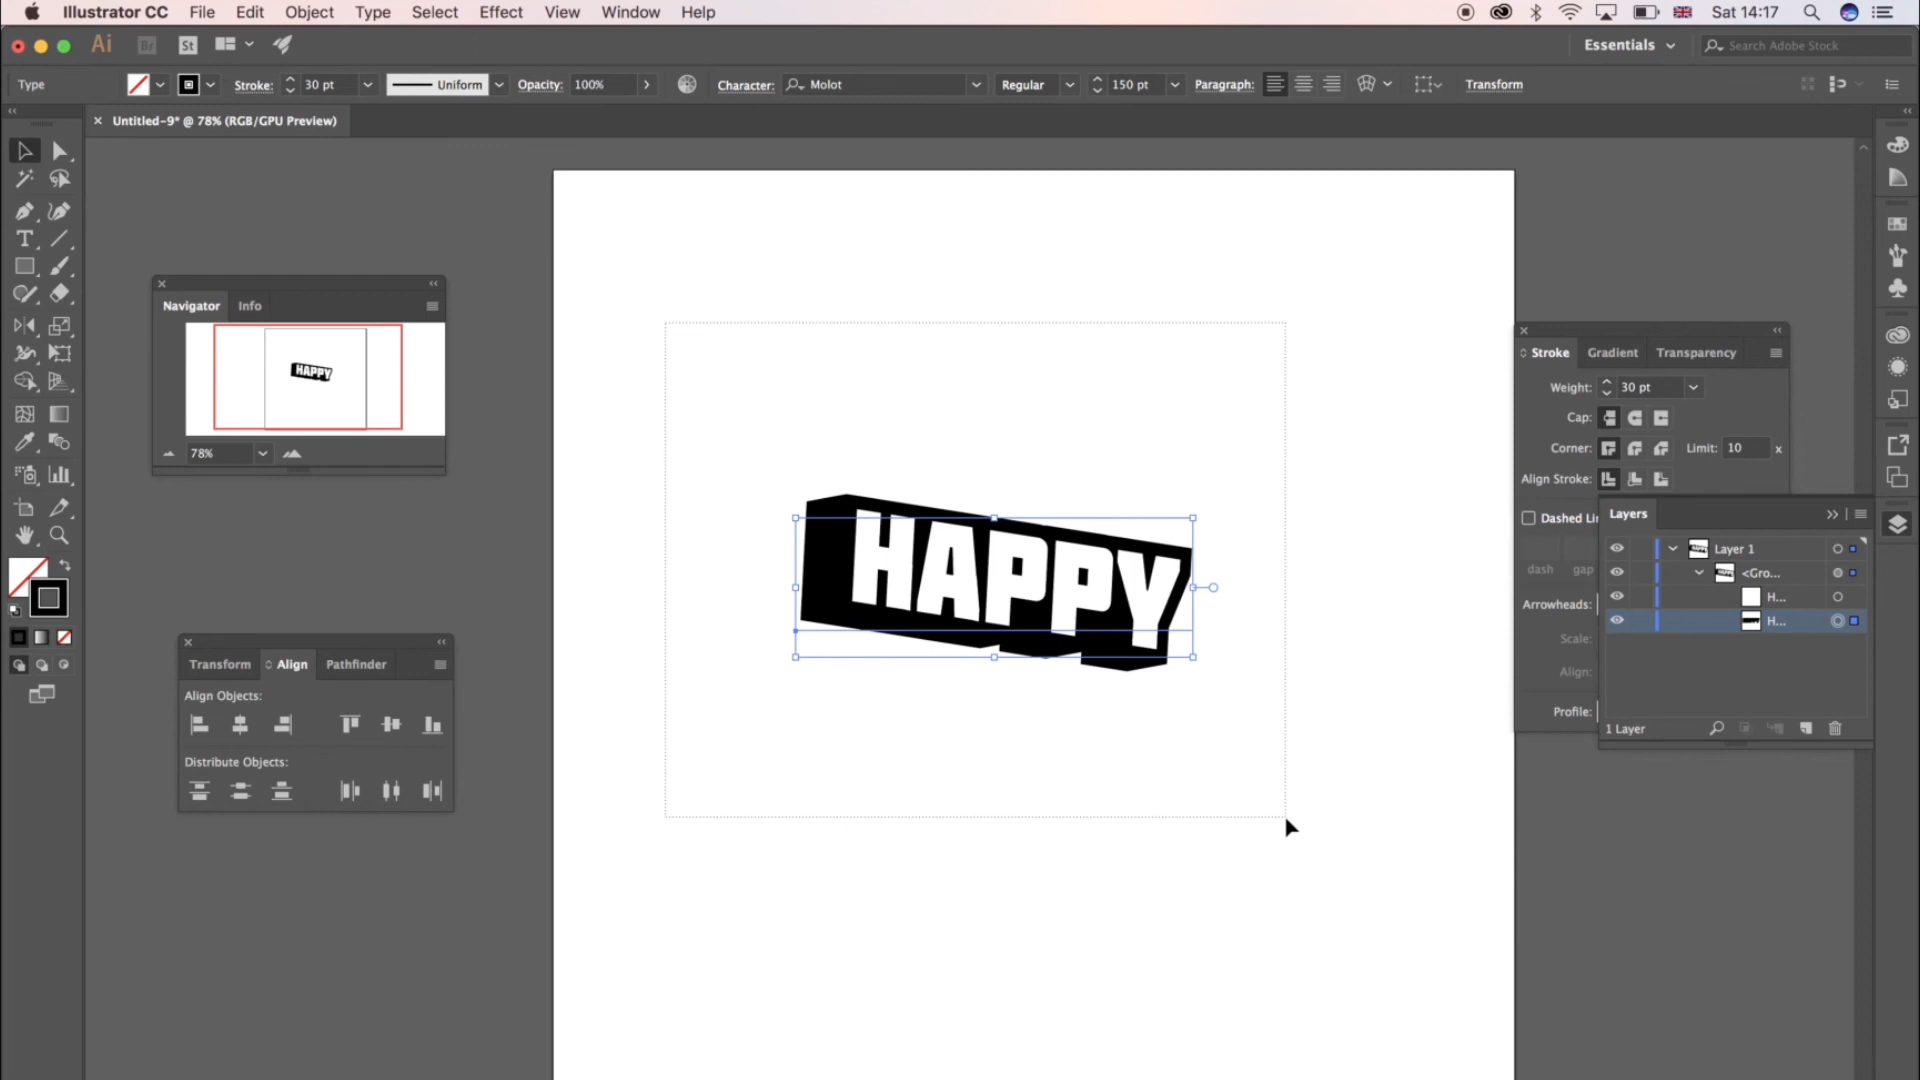 Illustrator CC File Edit Object Type Select Effect View Window Help Sat 14:17
Ai Br St Essentials Search Adobe Stock
Type Stroke: 30 pt Uniform Opacity: 100% Character: Molot Regular 150 pt Paragraph: Transform
Untitled-9* @ 78% (RGB/GPU Preview)
Navigator Info
HAPPY
78%
Transform Align Pathfinder
Align Objects:
Distribute Objects:
HAPPY
Stroke Gradient Transparency
Weight: 30 pt
Cap:
Corner: Limit: 10 x
Align Stroke:
Dashed Li
dash gap
Arrowheads:
Scale:
Align:
Profile:
Layers
Layer 1
<Gro...
H...
H...
1 Layer